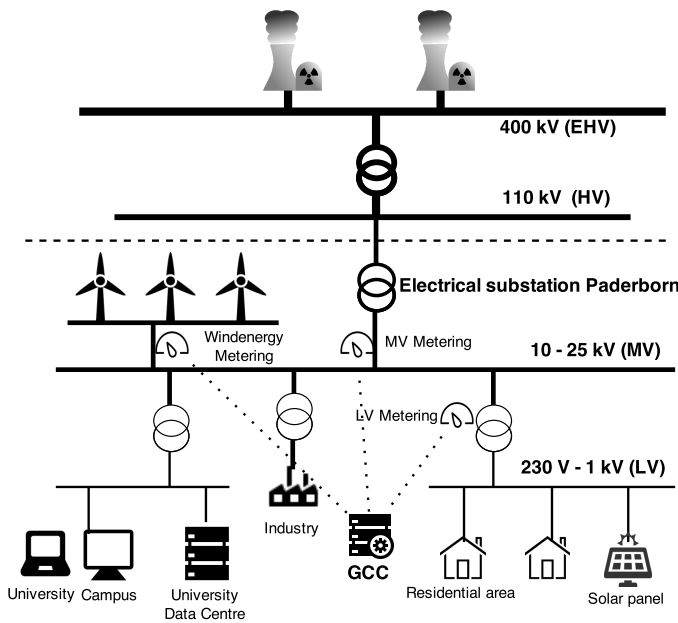 400 kV (EHV)
110 kV (HV)
Electrical substation Paderborn
Windenergy
Metering
MV Metering
10 - 25 kV (MV)
LV Metering
230 V - 1 kV (LV)
Industry
GCC
University
Campus
University
Data Centre
Residential area
Solar panel